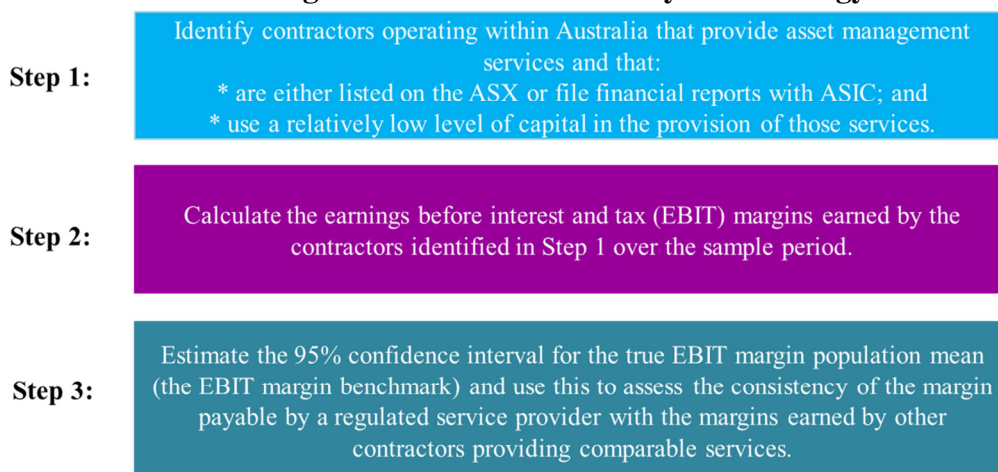 Step 1:
Identify contractors operating within Australia that provide asset management
services and that:
* are either listed on the ASX or file financial reports with ASIC; and
* use a relatively low level of capital in the provision of those services.
Step 2:
Calculate the earnings before interest and tax (EBIT) margins earned by the
contractors identified in Step 1 over the sample period.
Step 3:
Estimate the 95% confidence interval for the true EBIT margin population mean
(the EBIT margin benchmark) and use this to assess the consistency of the margin
payable by a regulated service provider with the margins earned by other
contractors providing comparable services.